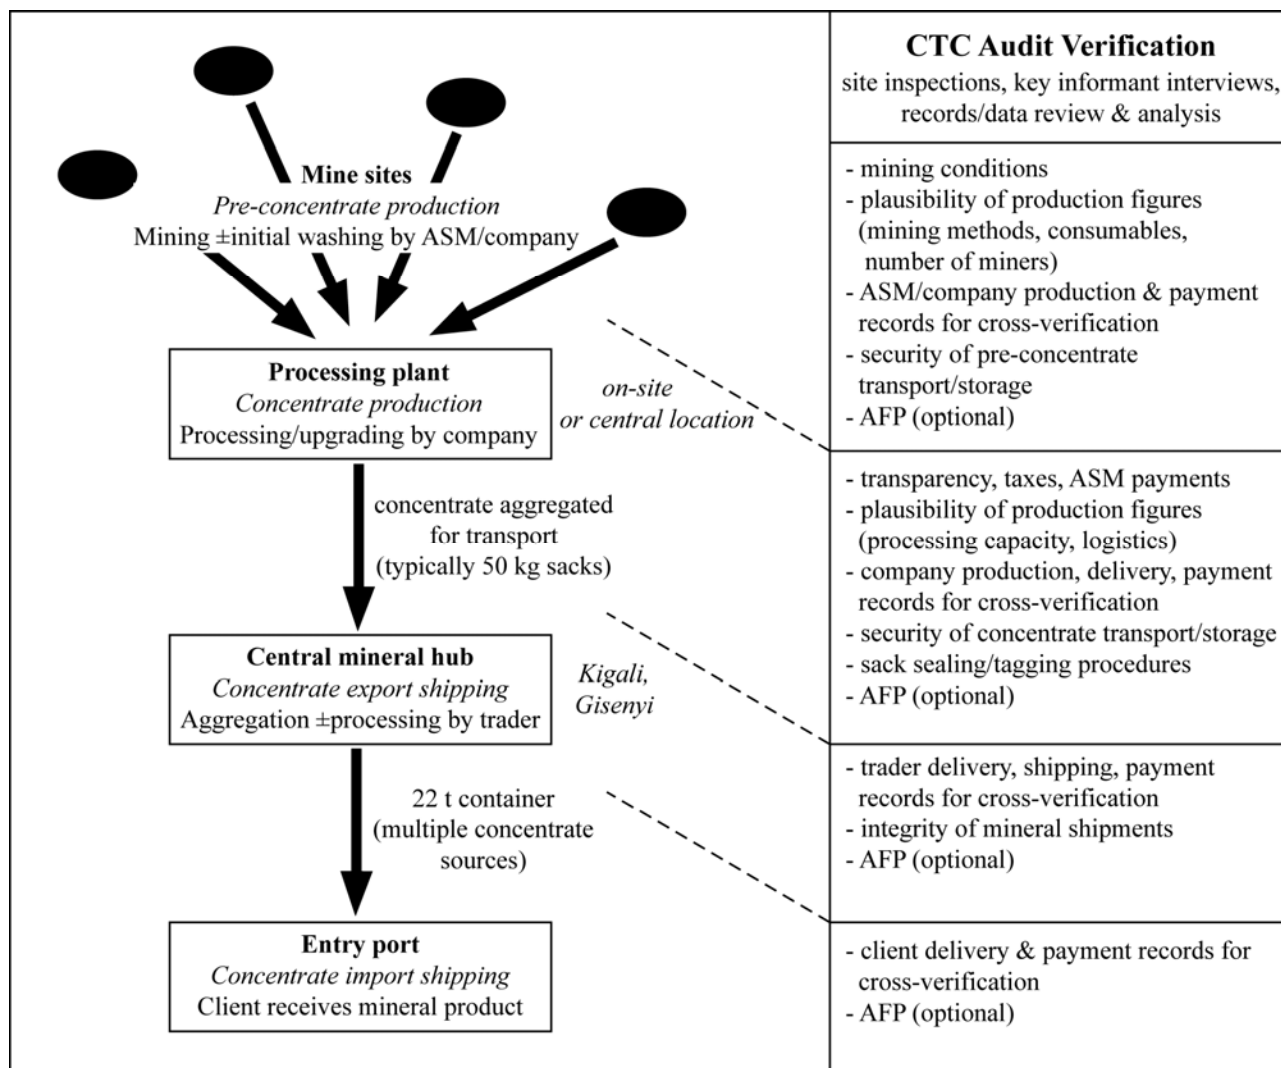 Mine sites
Pre-concentrate production
Mining ±initial washing by ASM/company
Processing plant
Concentrate production
Processing/upgrading by company
on-site
or central location
concentrate aggregated
for transport
(typically 50 kg sacks)
Central mineral hub
Concentrate export shipping
Aggregation ±processing by trader
Kigali,
Gisenyi
22 t container
(multiple concentrate
sources)
Entry port
Concentrate import shipping
Client receives mineral product
CTC Audit Verification
site inspections, key informant interviews,
records/data review & analysis
- mining conditions
- plausibility of production figures
(mining methods, consumables,
number of miners)
- ASM/company production & payment
records for cross-verification
- security of pre-concentrate
transport/storage
- AFP (optional)
- transparency, taxes, ASM payments
- plausibility of production figures
(processing capacity, logistics)
- company production, delivery, payment
records for cross-verification
- security of concentrate transport/storage
- sack sealing/tagging procedures
- AFP (optional)
- trader delivery, shipping, payment
records for cross-verification
- integrity of mineral shipments
- AFP (optional)
- client delivery & payment records for
cross-verification
- AFP (optional)